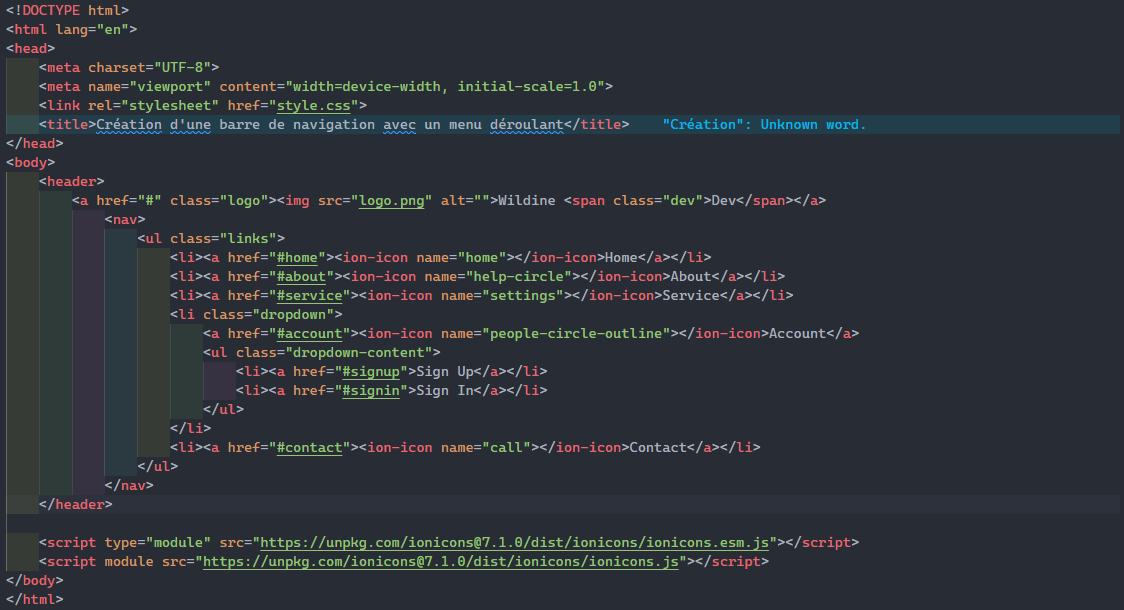 <!DOCTYPE html>
<html lang="en">
<head>
    <meta charset="UTF-8">
    <meta name="viewport" content="width=device-width, initial-scale=1.0">
    <link rel="stylesheet" href="style.css">
    <title>Création d'une barre de navigation avec un menu déroulant</title>    "Création": Unknown word.
</head>
<body>
    <header>
        <a href="#" class="logo"><img src="logo.png" alt="">Wildine <span class="dev">Dev</span></a>
            <nav>
                <ul class="links">
                    <li><a href="#home"><ion-icon name="home"></ion-icon>Home</a></li>
                    <li><a href="#about"><ion-icon name="help-circle"></ion-icon>About</a></li>
                    <li><a href="#service"><ion-icon name="settings"></ion-icon>Service</a></li>
                    <li class="dropdown">
                        <a href="#account"><ion-icon name="people-circle-outline"></ion-icon>Account</a>
                        <ul class="dropdown-content">
                            <li><a href="#signup">Sign Up</a></li>
                            <li><a href="#signin">Sign In</a></li>
                        </ul>
                    </li>
                    <li><a href="#contact"><ion-icon name="call"></ion-icon>Contact</a></li>
                </ul>
            </nav>
    </header>

    <script type="module" src="https://unpkg.com/ionicons@7.1.0/dist/ionicons/ionicons.esm.js"></script>
    <script module src="https://unpkg.com/ionicons@7.1.0/dist/ionicons/ionicons.js"></script>
</body>
</html>